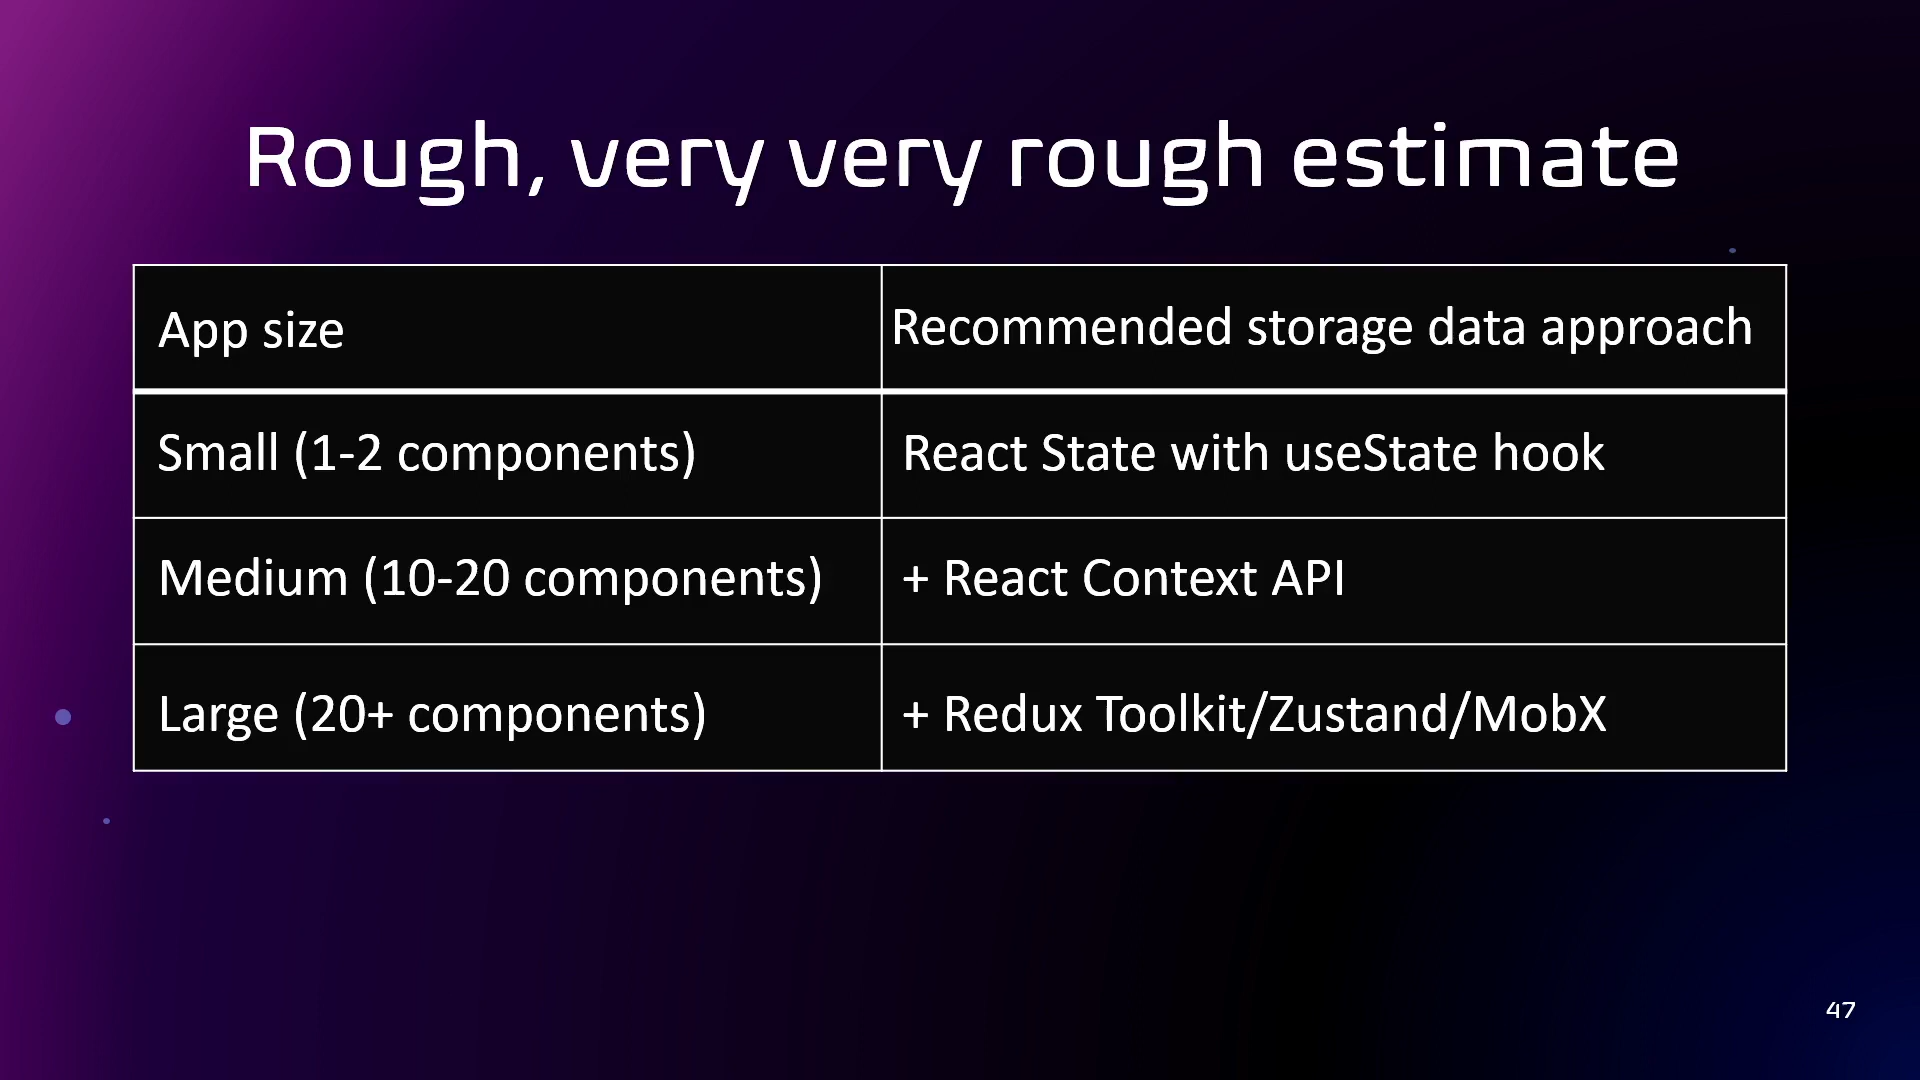 Rough, very very rough estimate
App size
Recommended storage data approach
Small (1-2 components)
React State with useState hook
Medium (10-20 components)
+ React Context API
Large (20+ components)
+ Redux Toolkit/Zustand/MobX
47